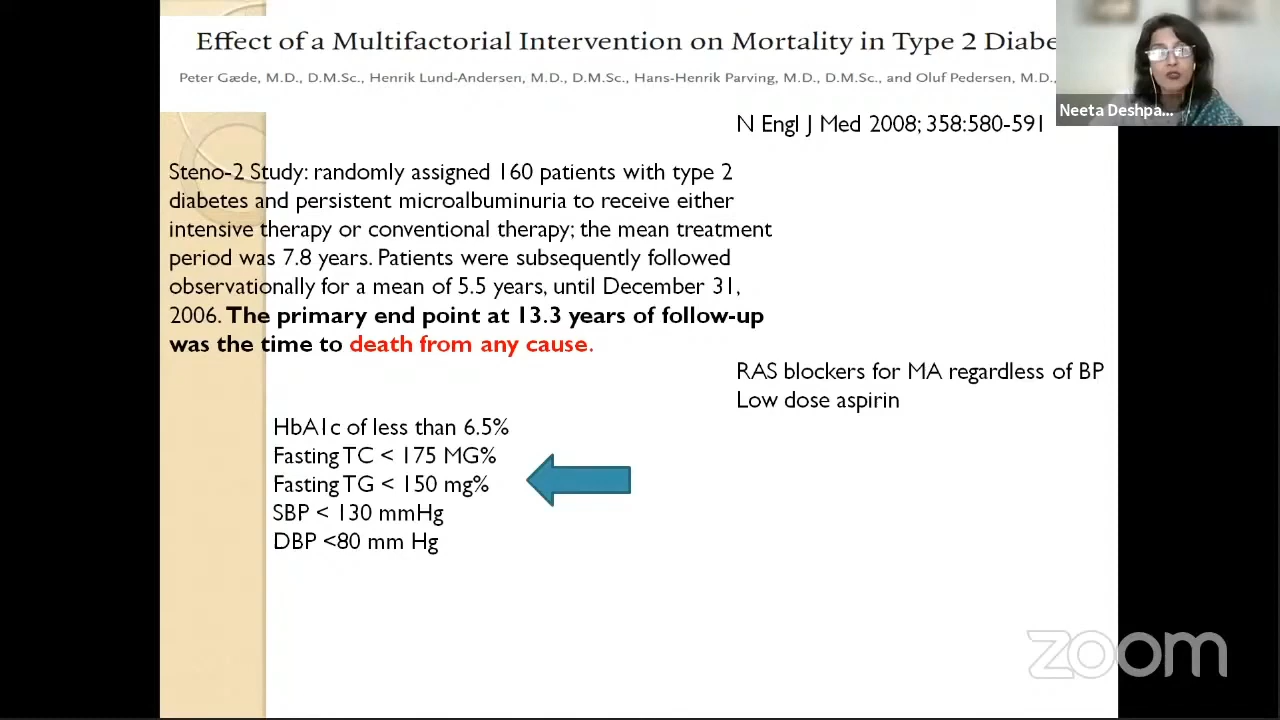 Effect of a Multifactorial Intervention on Mortality in Type 2 Diabe
Peter Gæde, M.D., D.M.Sc., Henrik Lund-Andersen, M.D., D.M.Sc., Hans-Henrik Parving, M.D., D.M.Sc., and Oluf Pedersen, M.D.,
Neeta Deshpa...
N Engl J Med 2008; 358:580-591
Steno-2 Study: randomly assigned 160 patients with type 2
diabetes and persistent microalbuminuria to receive either
intensive therapy or conventional therapy; the mean treatment
period was 7.8 years. Patients were subsequently followed
observationally for a mean of 5.5 years, until December 31,
2006. The primary end point at 13.3 years of follow-up
was the time to death from any cause.
RAS blockers for MA regardless of BP
Low dose aspirin
HbA1c of less than 6.5%
Fasting TC < 175 MG%
Fasting TG < 150 mg%
SBP < 130 mmHg
DBP <80 mm Hg
zoom